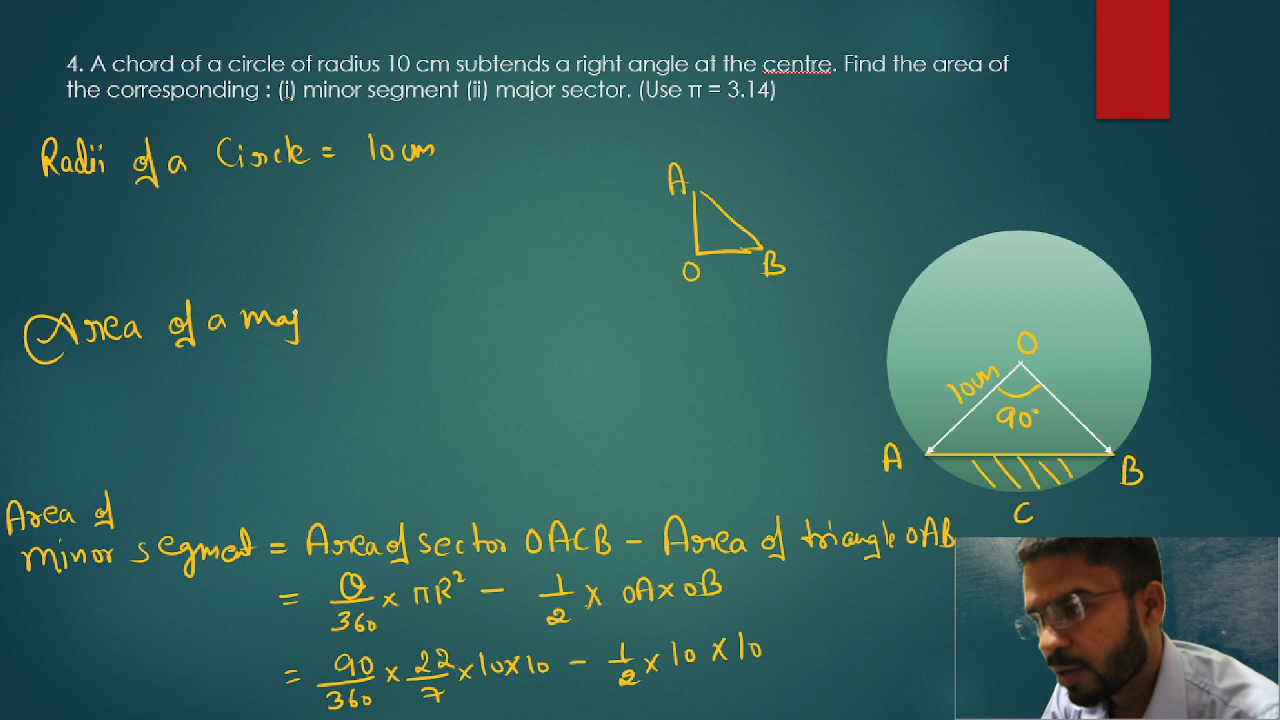 4. A chord of a circle of radius 10 cm subtends a right angle at the centre. Find the area of
the corresponding : (i) minor segment (ii) major sector. (Use π = 3.14)
Radii of a Circle = 10cm
A
O
B
Area of a maj
O
10cm
90°
A
B
C
Area of
minor segment = Area of sector OACB - Area of triangle OAB
= θ/360 × πR² - 1/2 × OA × OB
= 90/360 × 22/7 × 10 × 10 - 1/2 × 10 × 10